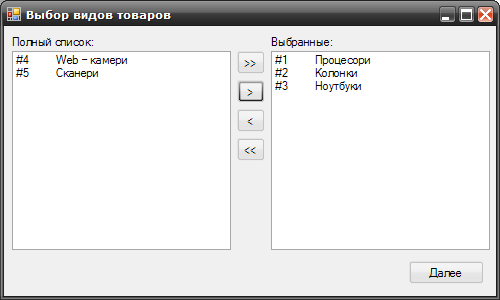 Выбор видов товаров
Полный список:
#4 Web - камери
#5 Сканери
>>
>
<
<<
Выбранные:
#1 Процесори
#2 Колонки
#3 Ноутбуки
Далее